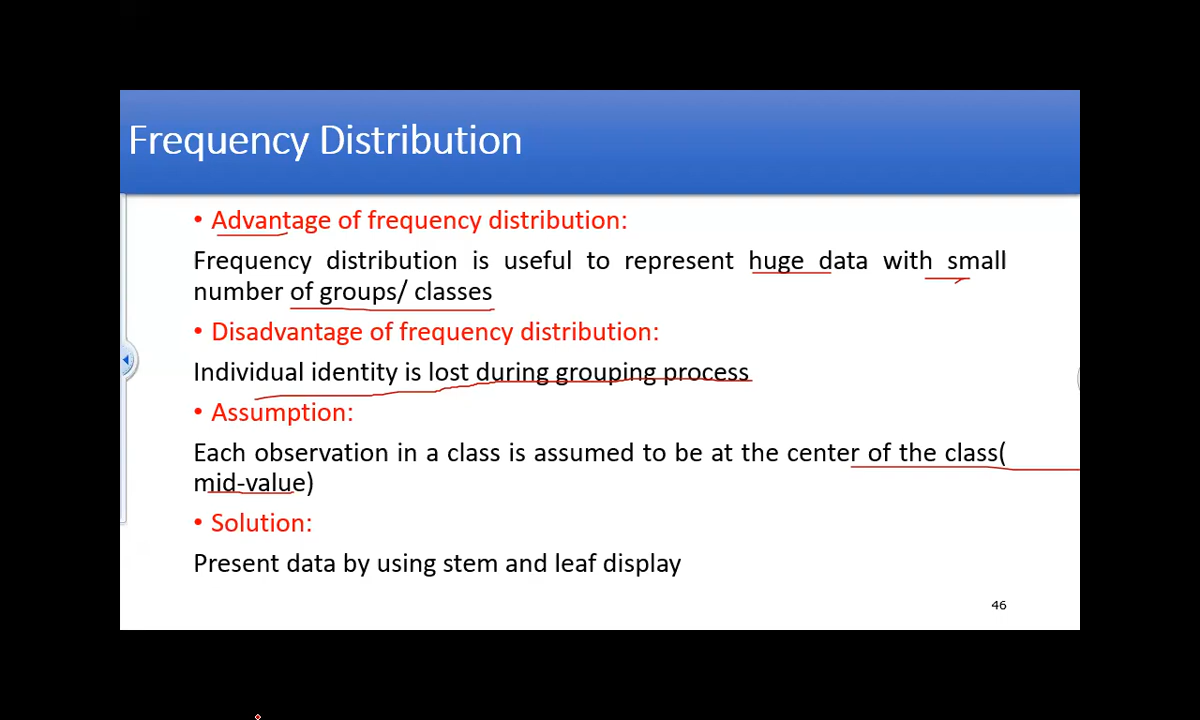 Frequency Distribution
• Advantage of frequency distribution:
Frequency distribution is useful to represent huge data with small
number of groups/ classes
• Disadvantage of frequency distribution:
Individual identity is lost during grouping process
• Assumption:
Each observation in a class is assumed to be at the center of the class(
mid-value)
• Solution:
Present data by using stem and leaf display
46